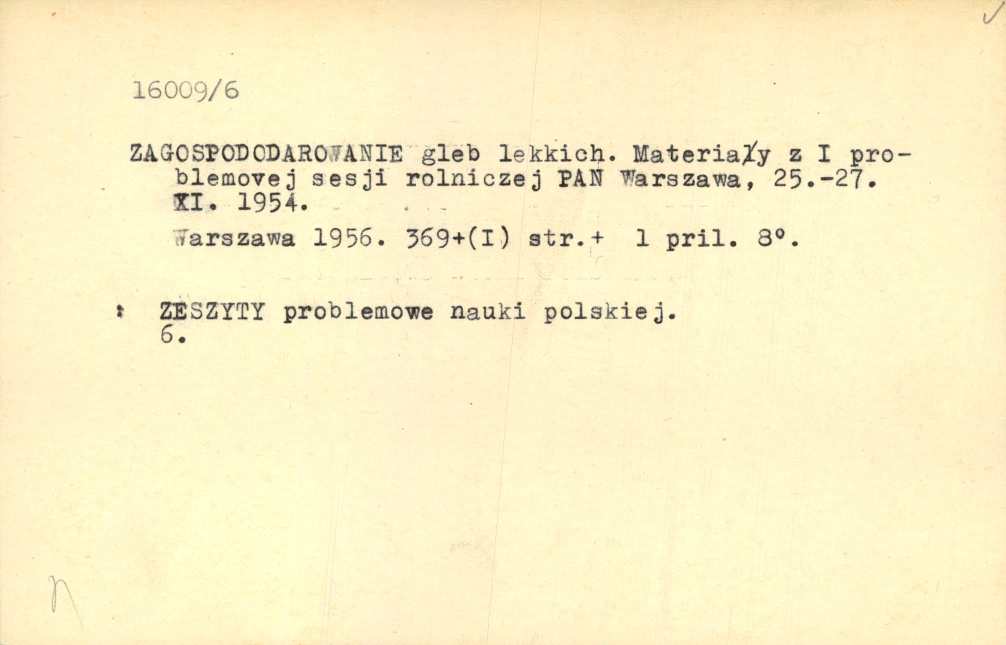 16009/6
ZAGOSPODODAROWANIE gleb lekkich. Materiały z I pro-
blemovej sesji rolniczej PAN Warszawa, 25.-27.
XI. 1954.
Warszawa 1956. 369+(I) str.+ 1 pril. 8°.
: ZESZYTY problemowe nauki polskiej.
6.